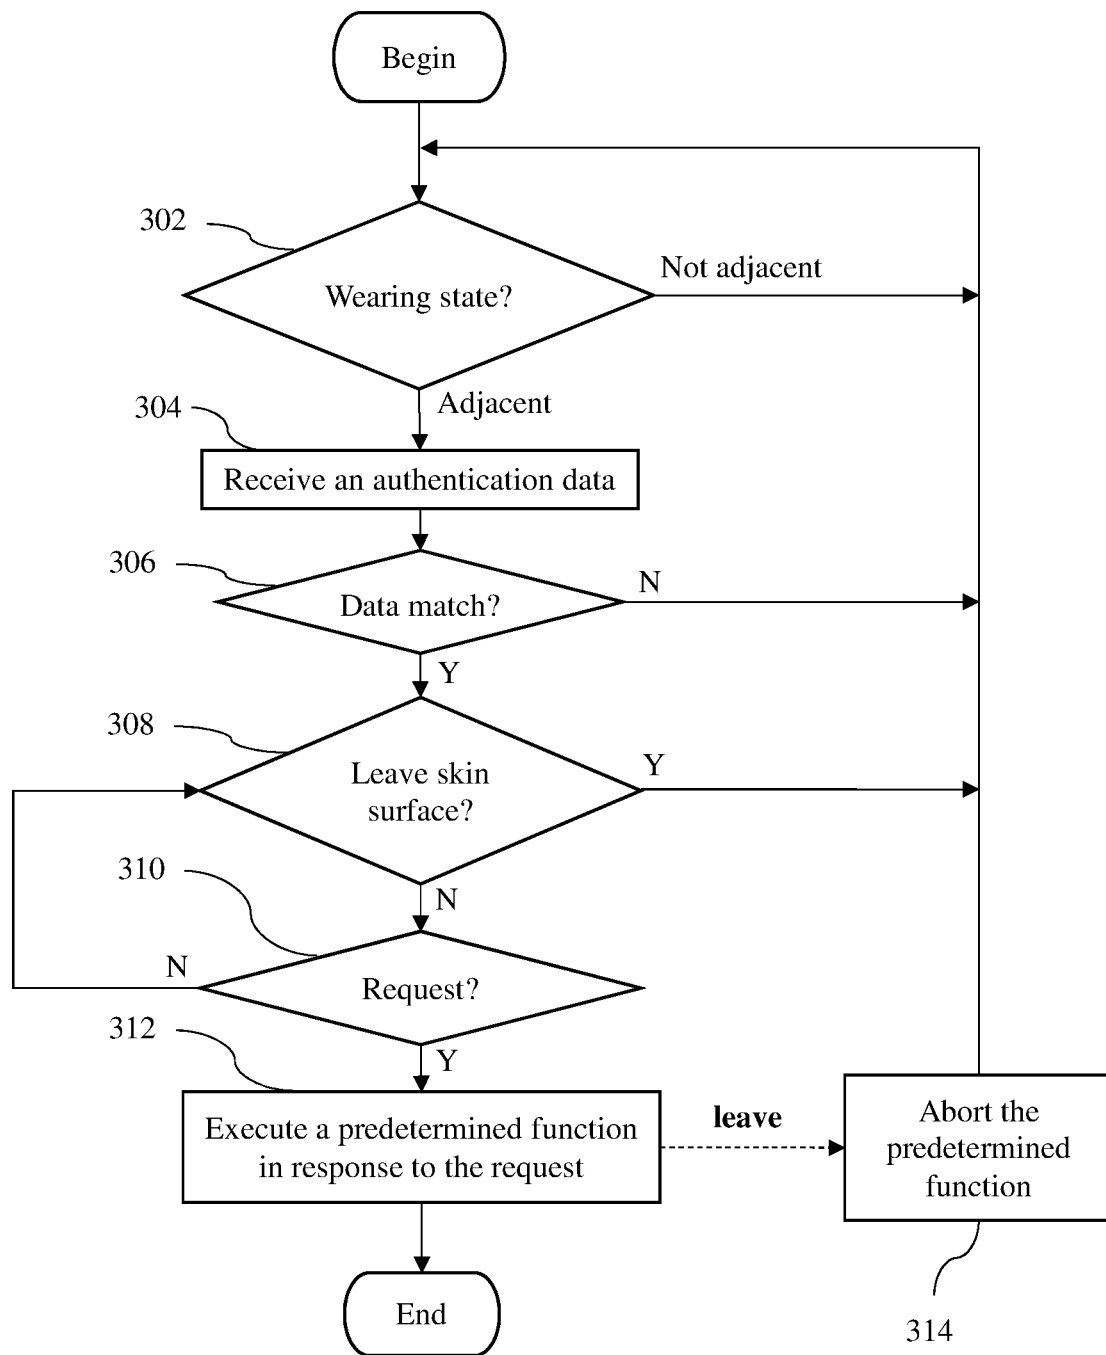 Begin
302
Wearing state?
Not adjacent
Adjacent
304
Receive an authentication data
306
Data match?
N
Y
308
Leave skin
surface?
Y
N
310
Request?
N
Y
312
Execute a predetermined function
in response to the request
leave
Abort the
predetermined
function
314
End